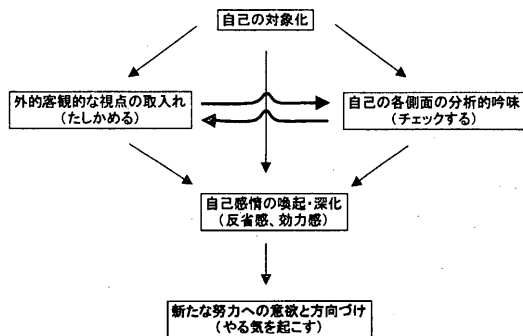 自己の対象化
外的客観的な視点の取入れ
(たしかめる)
自己の各側面の分析的吟味
(チェックする)
自己感情の喚起・深化
(反省感、効力感)
新たな努力への意欲と方向づけ
(やる気を起こす)